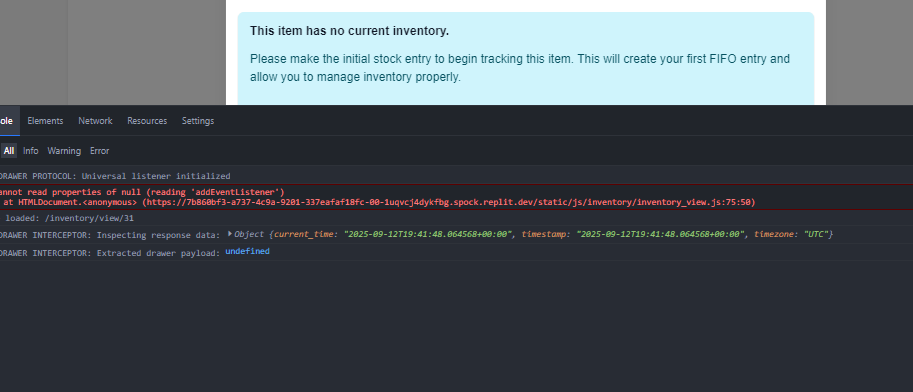 This item has no current inventory.
Please make the initial stock entry to begin tracking this item. This will create your first FIFO entry and
allow you to manage inventory properly.
ole Elements Network Resources Settings
All Info Warning Error
DRAWER PROTOCOL: Universal listener initialized
annot read properties of null (reading 'addEventListener')
at HTMLDocument.<anonymous> (https://7b860bf3-a737-4c9a-9201-337eafaf18fc-00-1uqvcj4dykfbg.spock.replit.dev/static/js/inventory/inventory_view.js:75:50)
loaded: /inventory/view/31
DRAWER INTERCEPTOR: Inspecting response data: ▶Object {current_time: "2025-09-12T19:41:48.064568+00:00", timestamp: "2025-09-12T19:41:48.064568+00:00", timezone: "UTC"}
DRAWER INTERCEPTOR: Extracted drawer payload: undefined